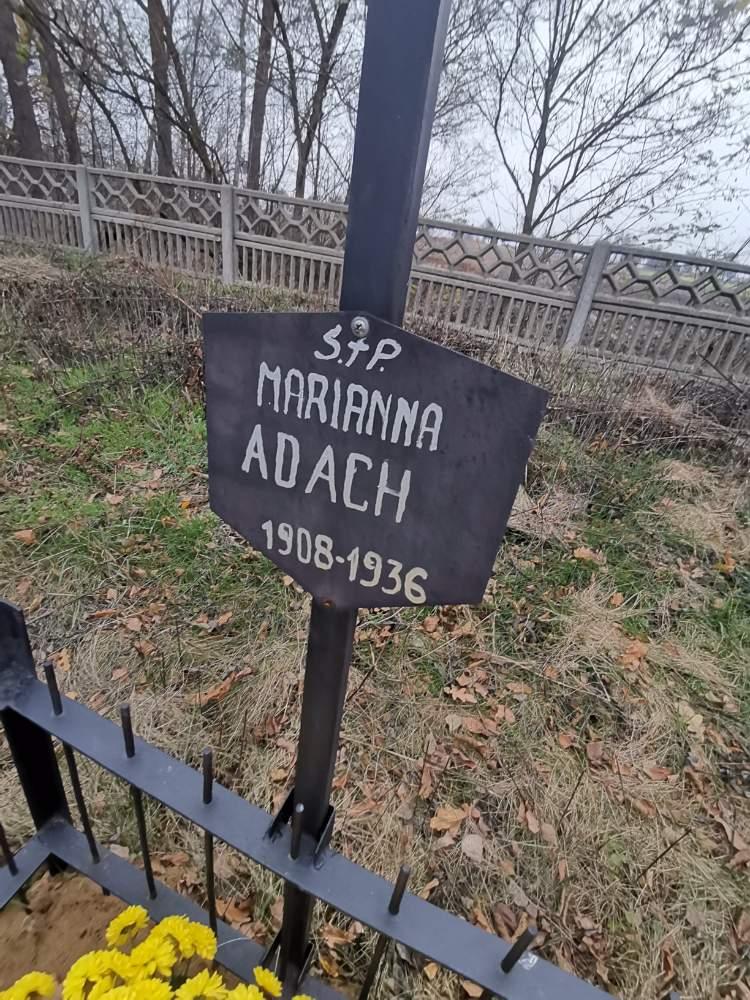 S.†P.
MARIANNA
ADACH
1908-1936